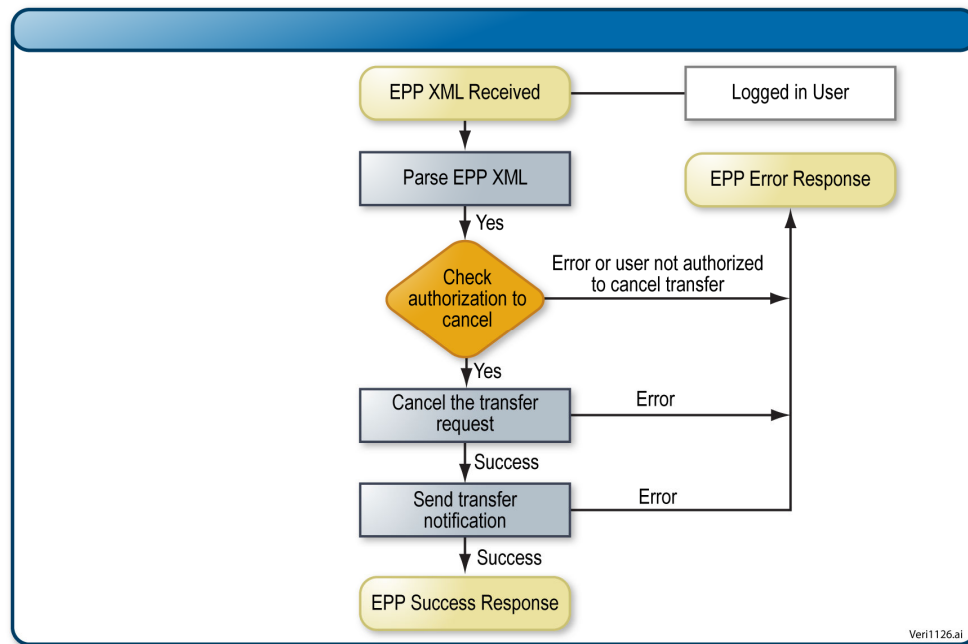 EPP XML Received
Logged in User
Parse EPP XML
EPP Error Response
Yes
Check
authorization to
cancel
Error or user not authorized
to cancel transfer
Yes
Cancel the transfer
request
Error
Success
Send transfer
notification
Error
Success
EPP Success Response
Veri1126.ai